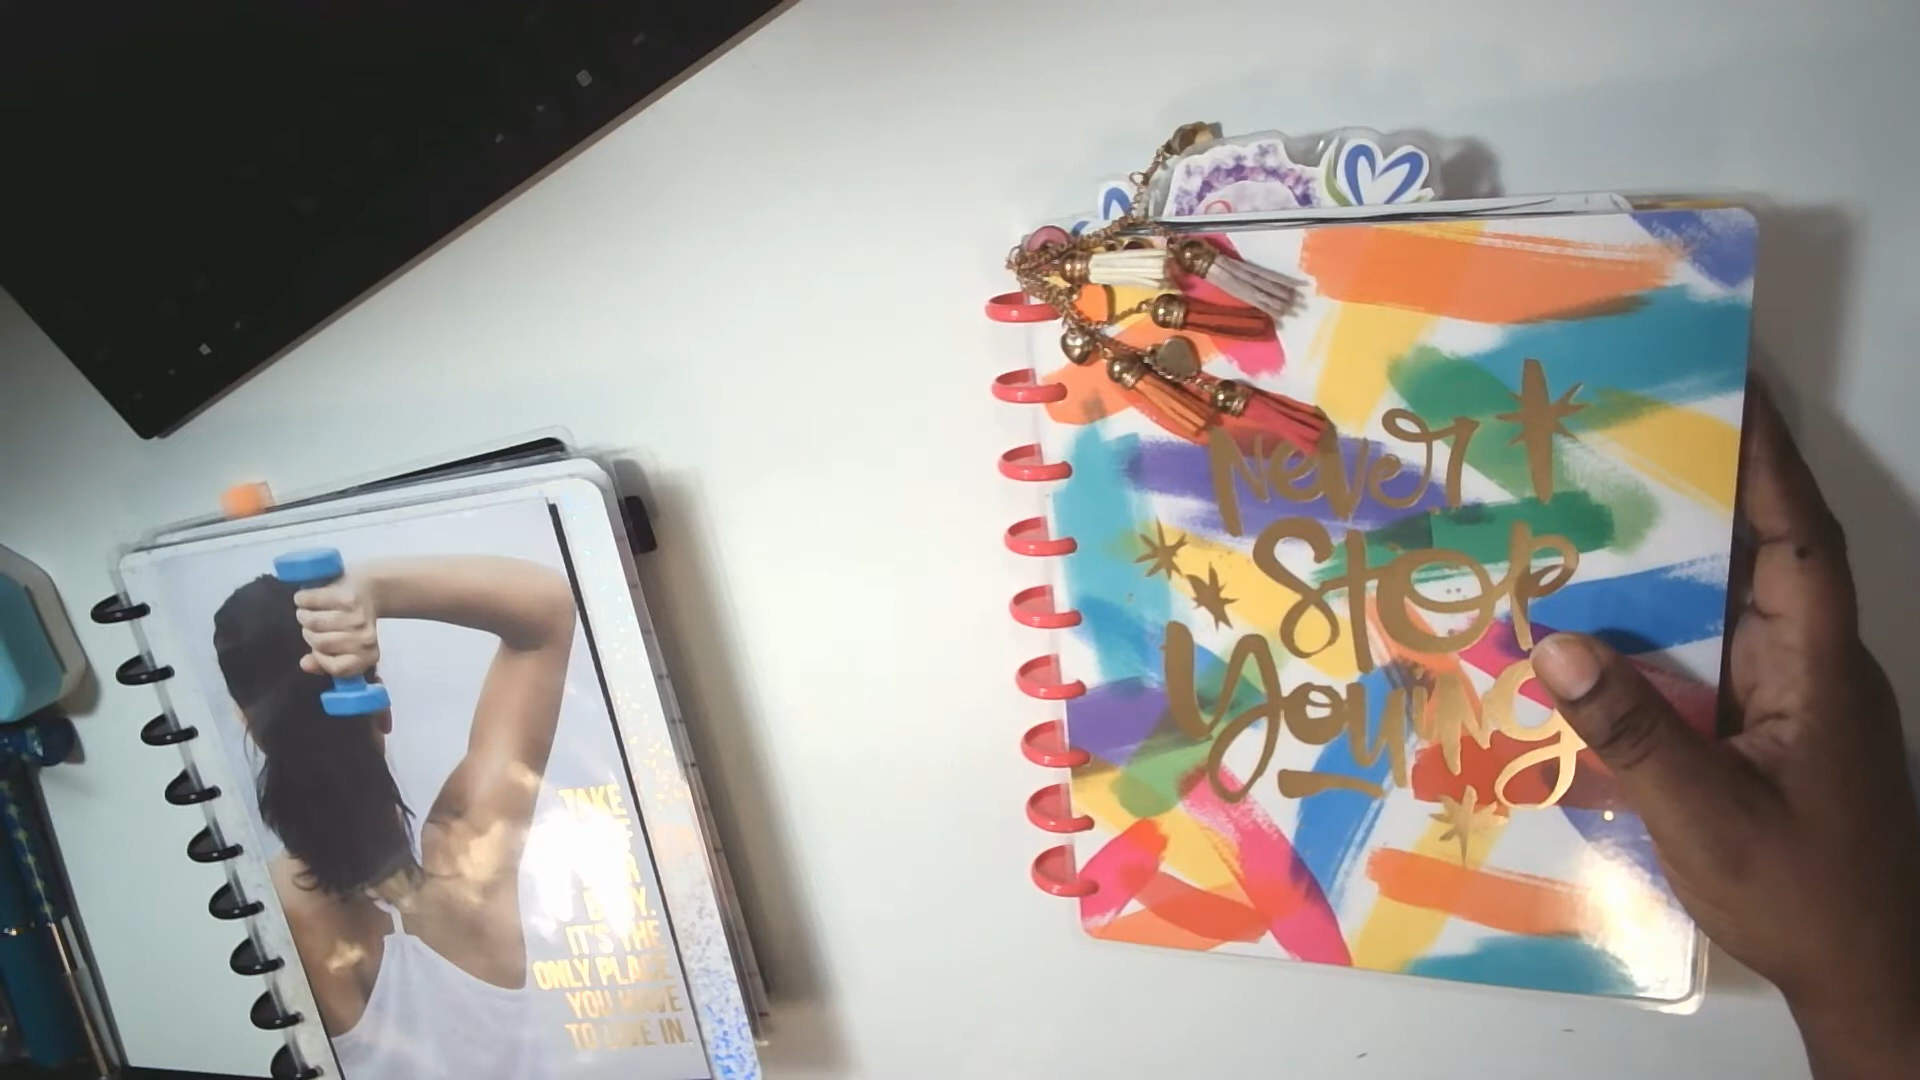 TAKE
IT'S THE
ONLY PLACE
YOU HAVE
TO LIVE IN.
Never
Stop
Young